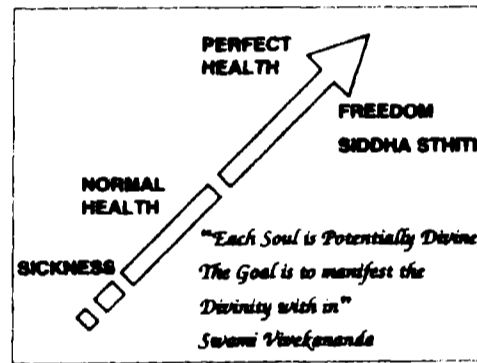 PERFECT
HEALTH
FREEDOM
SIDDHA STHITI
NORMAL
HEALTH
SICKNESS
"Each Soul is Potentially Divine
The Goal is to manifest the
Divinity with in"
Swami Vivekananda